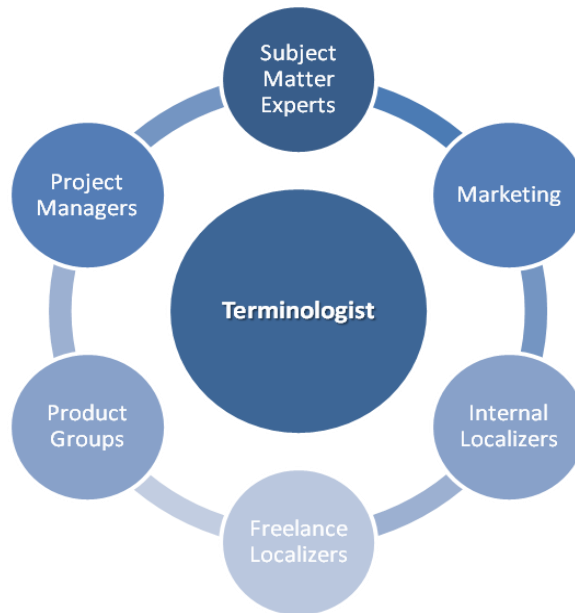 Subject
Matter
Experts
Project
Managers
Marketing
Terminologist
Product
Groups
Internal
Localizers
Freelance
Localizers